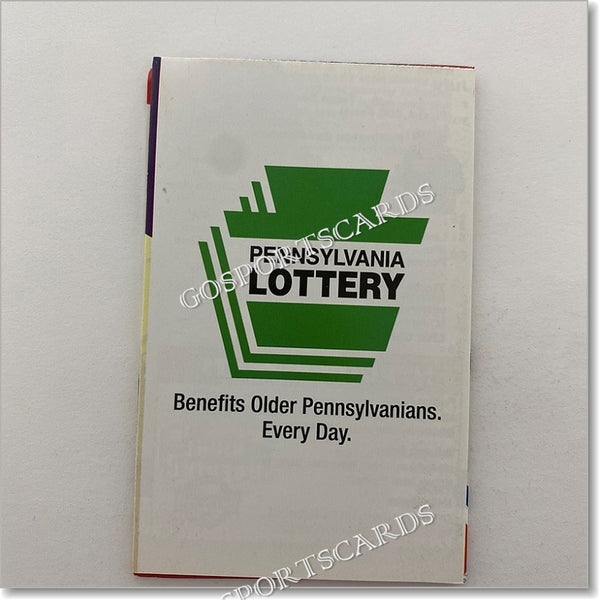 PENNSYLVANIA
LOTTERY
GOSPORTSCARDS
Benefits Older Pennsylvanians.
Every Day.
GOSPORTSCARDS